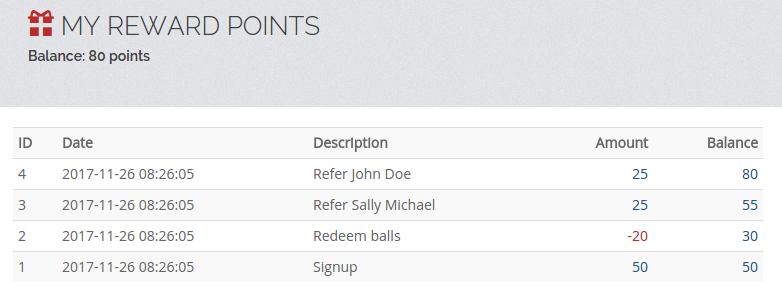 MY REWARD POINTS
Balance: 80 points
ID Date Description Amount Balance
4 2017-11-26 08:26:05 Refer John Doe 25 80
3 2017-11-26 08:26:05 Refer Sally Michael 25 55
2 2017-11-26 08:26:05 Redeem balls -20 30
1 2017-11-26 08:26:05 Signup 50 50